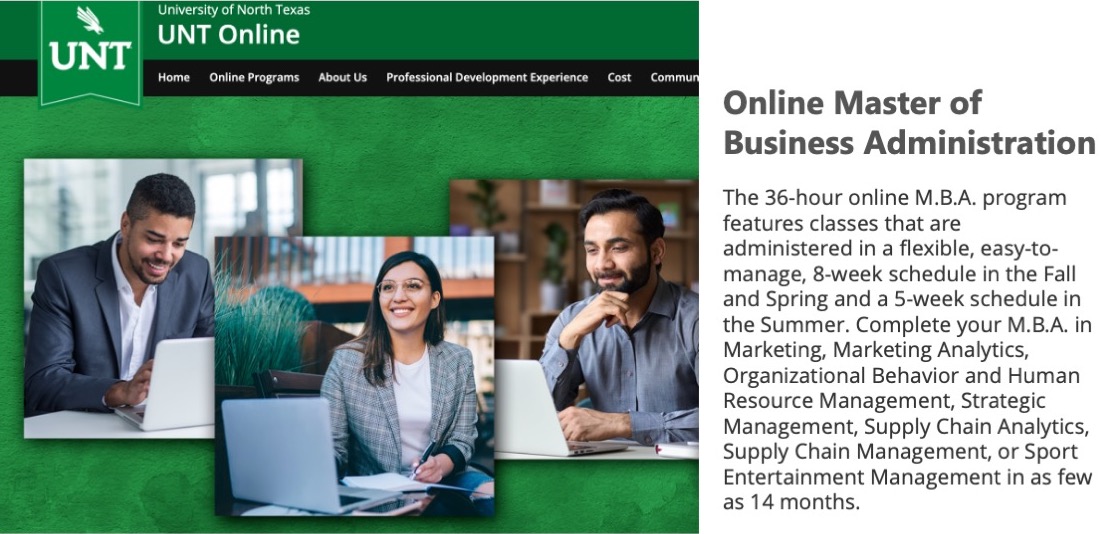 University of North Texas
UNT Online
UNT
Home Online Programs About Us Professional Development Experience Cost Commun
Online Master of
Business Administration
The 36-hour online M.B.A. program
features classes that are
administered in a flexible, easy-to-
manage, 8-week schedule in the Fall
and Spring and a 5-week schedule in
the Summer. Complete your M.B.A. in
Marketing, Marketing Analytics,
Organizational Behavior and Human
Resource Management, Strategic
Management, Supply Chain Analytics,
Supply Chain Management, or Sport
Entertainment Management in as few
as 14 months.